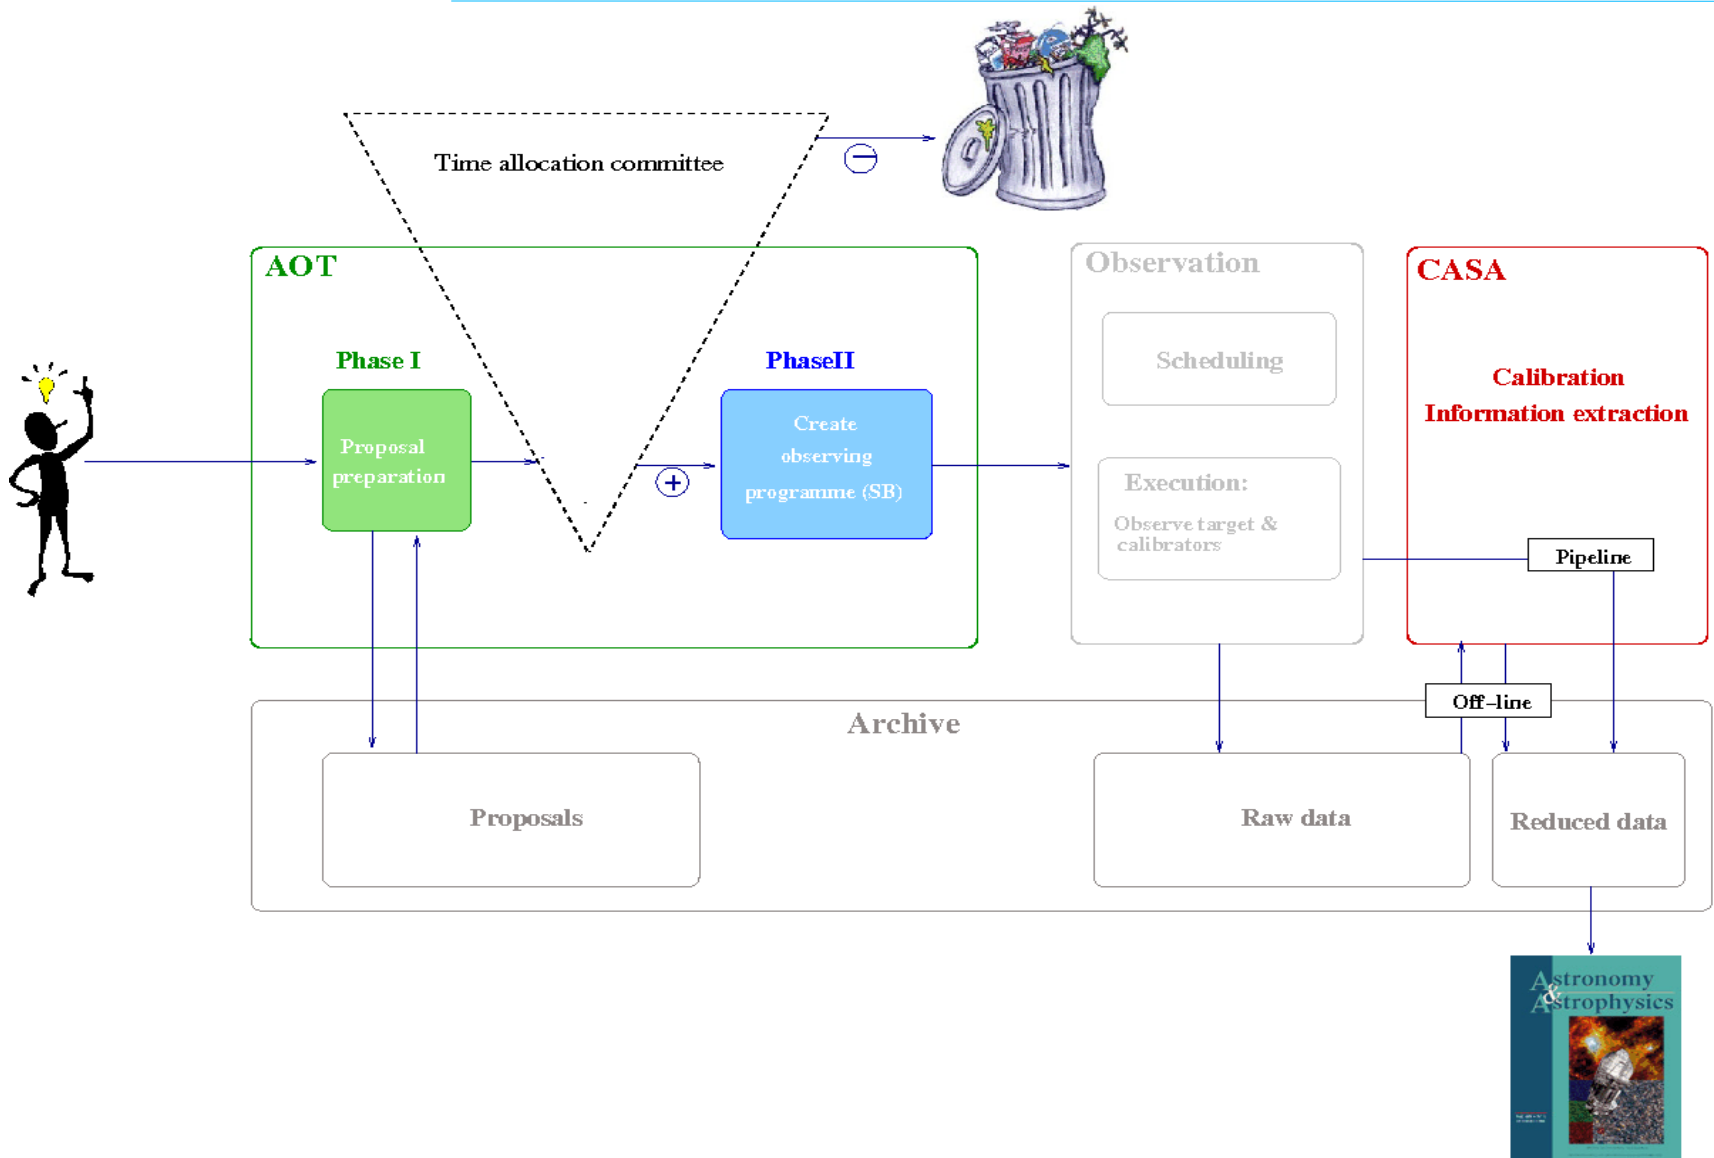 Time allocation committee
AOT
Phase I
Proposal
preparation
PhaseII
Create
observing
programme (SB)
Observation
Scheduling
Execution:
Observe target &
calibrators
CASA
Calibration
Information extraction
Pipeline
Off-line
Archive
Proposals
Raw data
Reduced data
Astronomy
&
Astrophysics